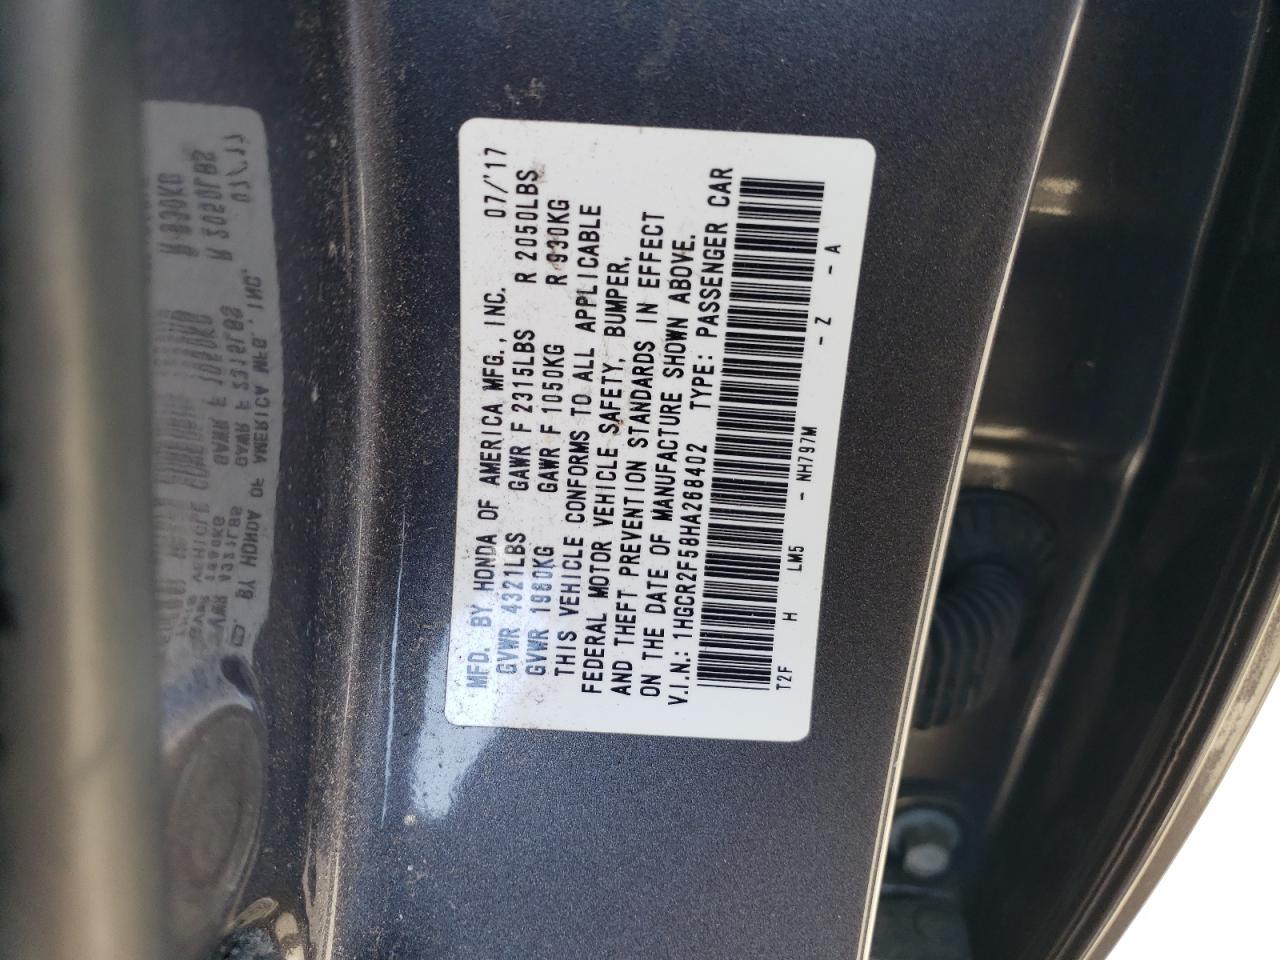 MFD. BY HONDA OF AMERICA MFG., INC. 07/'17
GVWR 4321LBS GAWR F 2315LBS R 2050LBS
GVWR 1960KG GAWR F 1050KG R 930KG
THIS VEHICLE CONFORMS TO ALL APPLICABLE
FEDERAL MOTOR VEHICLE SAFETY, BUMPER,
AND THEFT PREVENTION STANDARDS IN EFFECT
ON THE DATE OF MANUFACTURE SHOWN ABOVE.
V.I.N.: 1HGCR2F58HA268402 TYPE: PASSENGER CAR
T2F H LM5 - NH797M - Z - A